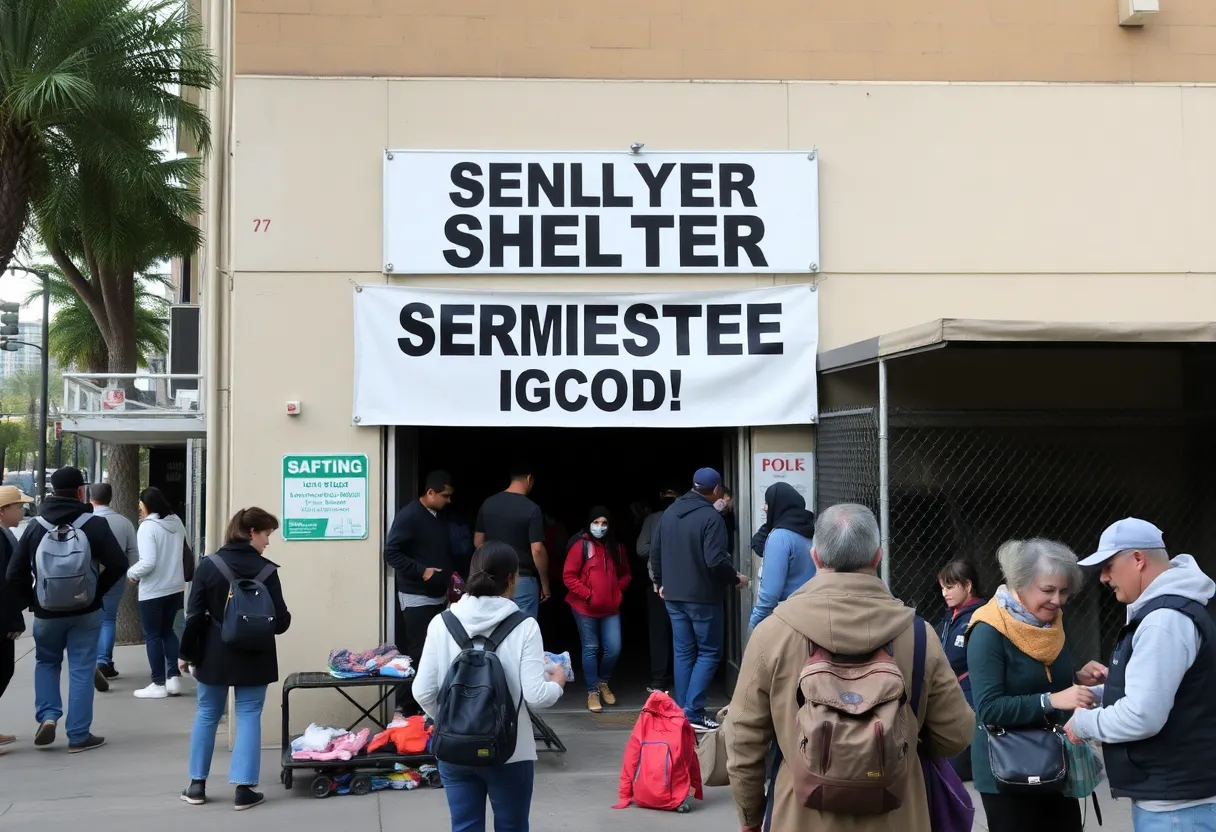 SENLLYER
SHELTER
77
SERMIESTEE
IGCOD!
SAFTING
POLK